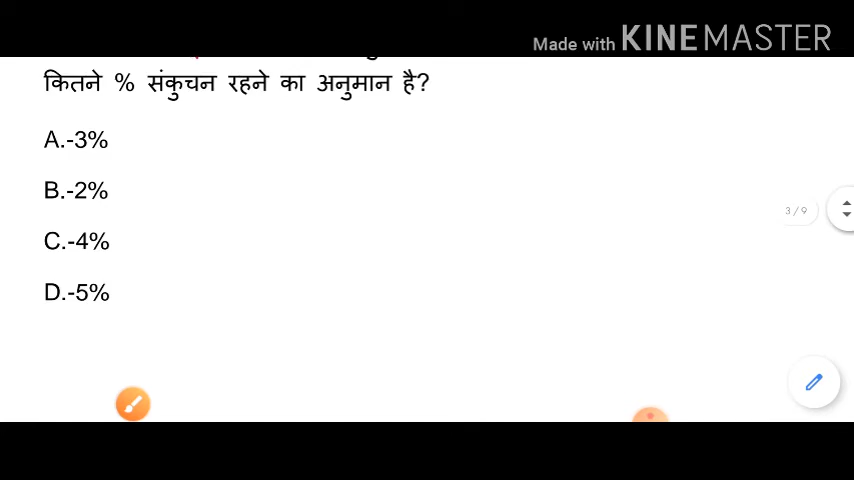 Made with KINEMASTER
कितने % संकुचन रहने का अनुमान है?
A.-3%
B.-2%
3 / 9
C.-4%
D.-5%